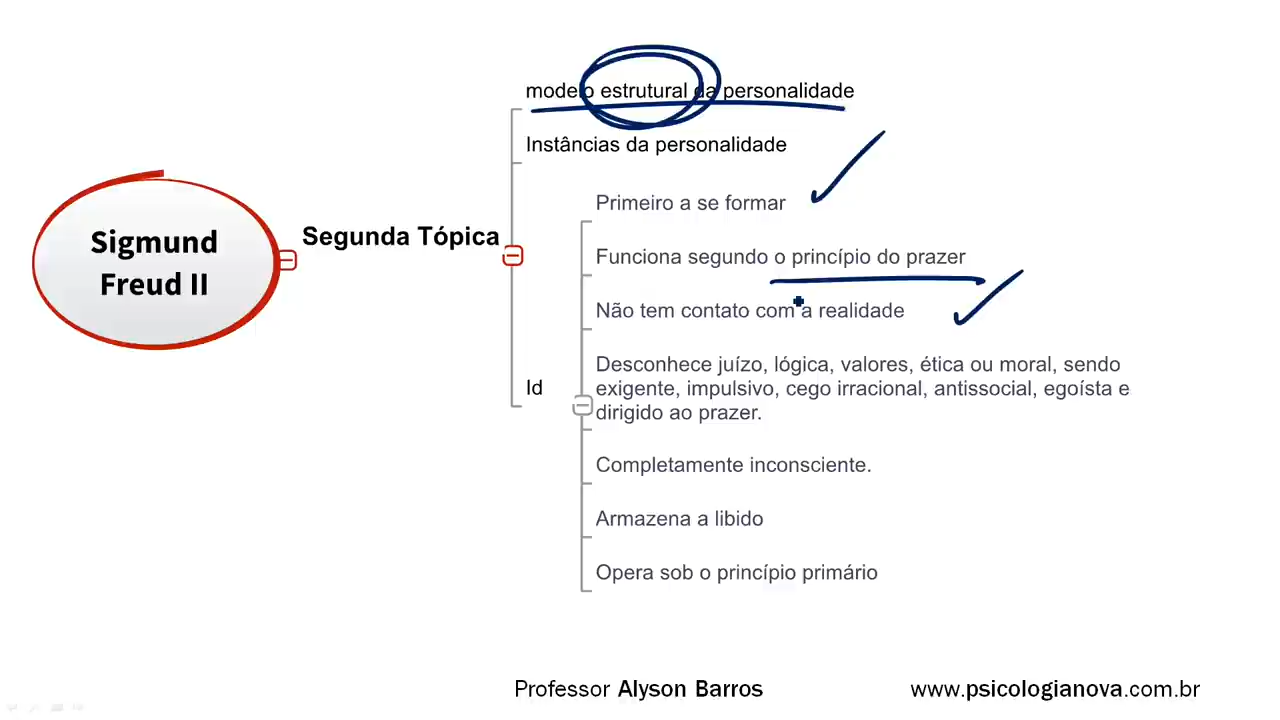 modelo estrutural da personalidade
Instâncias da personalidade
Primeiro a se formar
Sigmund
Freud II
Segunda Tópica
Funciona segundo o princípio do prazer
Não tem contato com a realidade
Desconhece juízo, lógica, valores, ética ou moral, sendo
exigente, impulsivo, cego irracional, antissocial, egoísta e
dirigido ao prazer.
Id
Completamente inconsciente.
Armazena a libido
Opera sob o princípio primário
Professor Alyson Barros
www.psicologianova.com.br